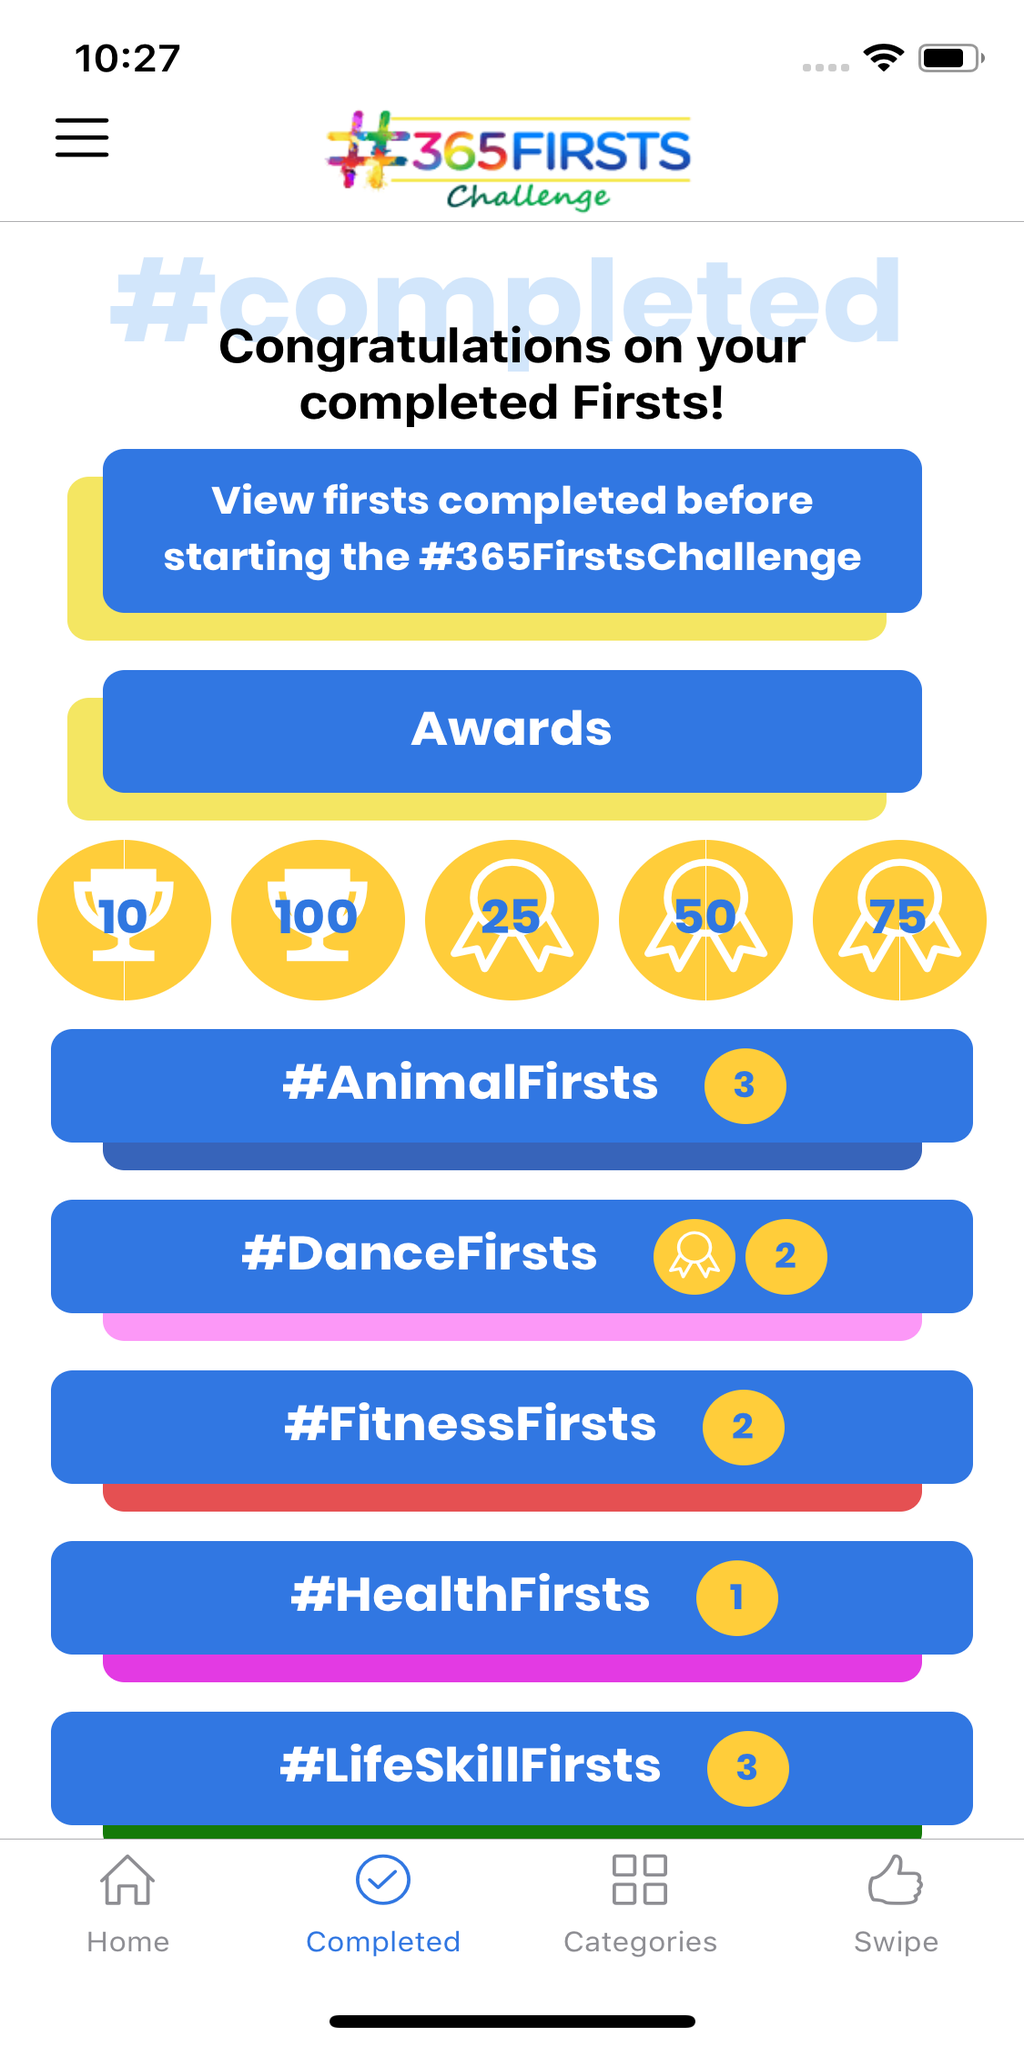 10:27
#365FIRSTS
Challenge
#completed
Congratulations on your
completed Firsts!
View firsts completed before
starting the #365FirstsChallenge
Awards
10 100 25 50 75
#AnimalFirsts 3
#DanceFirsts 2
#FitnessFirsts 2
#HealthFirsts 1
#LifeSkillFirsts 3
Home Completed Categories Swipe